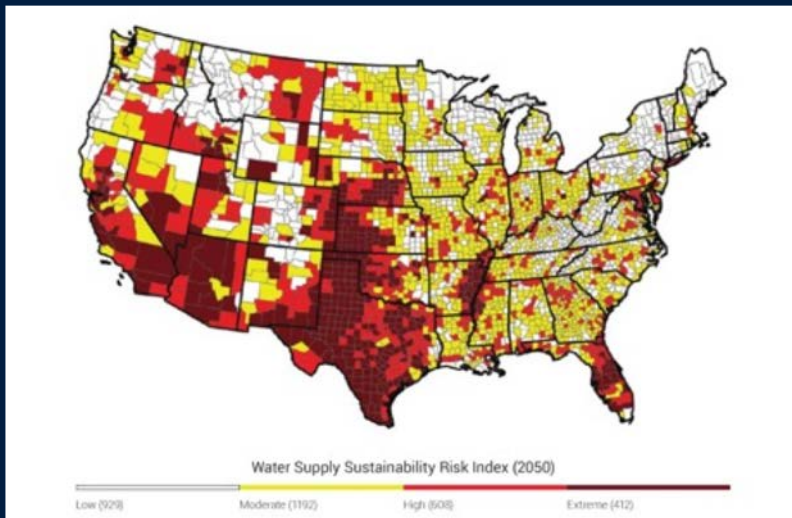 Water Supply Sustainability Risk Index (2050)
Low (929) Moderate (1192) High (608) Extreme (412)